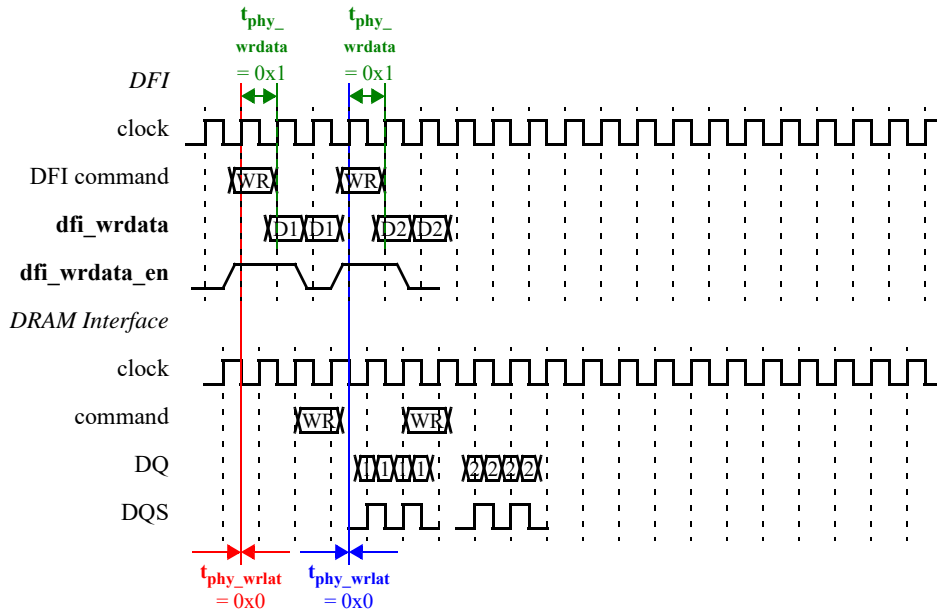 tphy_ tphy_
wrdata wrdata
= 0x1 = 0x1
DFI
clock
DFI command WR WR
dfi_wrdata D1 D1 D2 D2
dfi_wrdata_en
DRAM Interface
clock
command WR WR
DQ 1 1 1 1 2 2 2 2
DQS
tphy_wrlat tphy_wrlat
= 0x0 = 0x0